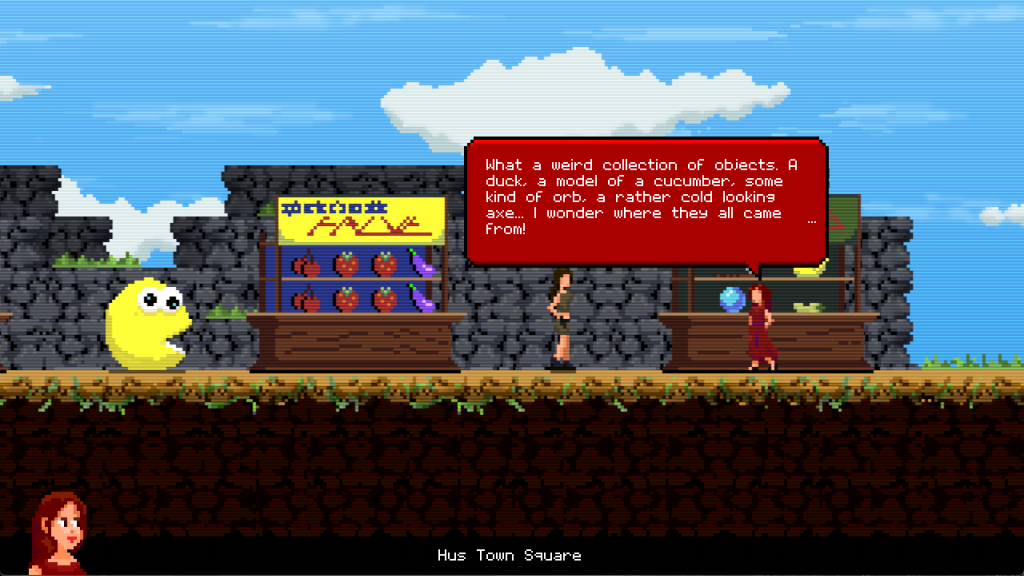 What a weird collection of objects. A
duck, a model of a cucumber, some
kind of orb, a rather cold looking
axe... I wonder where they all came
from!
...
Hus Town Square